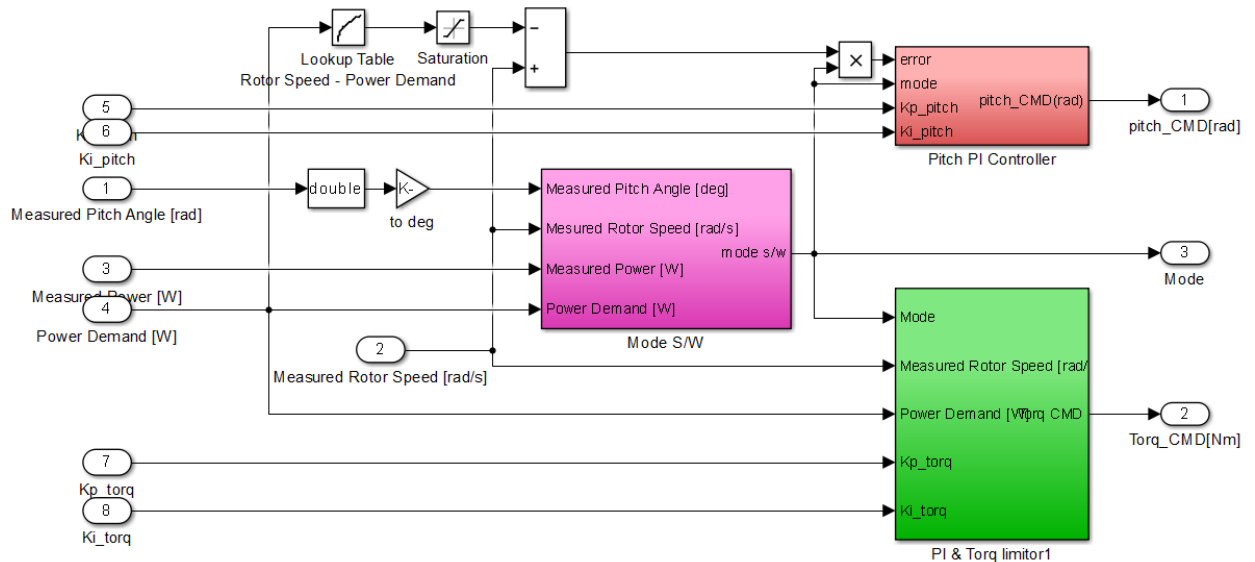 Lookup Table
Saturation
Rotor Speed - Power Demand
−
+
×
error
mode
Kp_pitch
Ki_pitch
pitch_CMD(rad)
Pitch PI Controller
1
pitch_CMD[rad]
5
6
Ki_pitch
1
Measured Pitch Angle [rad]
double
K-
to deg
Measured Pitch Angle [deg]
Mesured Rotor Speed [rad/s]
Measured Power [W]
Power Demand [W]
mode s/w
Mode S/W
3
Mode
3
Measured Power [W]
4
Power Demand [W]
2
Measured Rotor Speed [rad/s]
Mode
Measured Rotor Speed [rad/
Power Demand [W]
Torq CMD
Kp_torq
Ki_torq
PI & Torq limitor1
2
Torq_CMD[Nm]
7
Kp_torq
8
Ki_torq